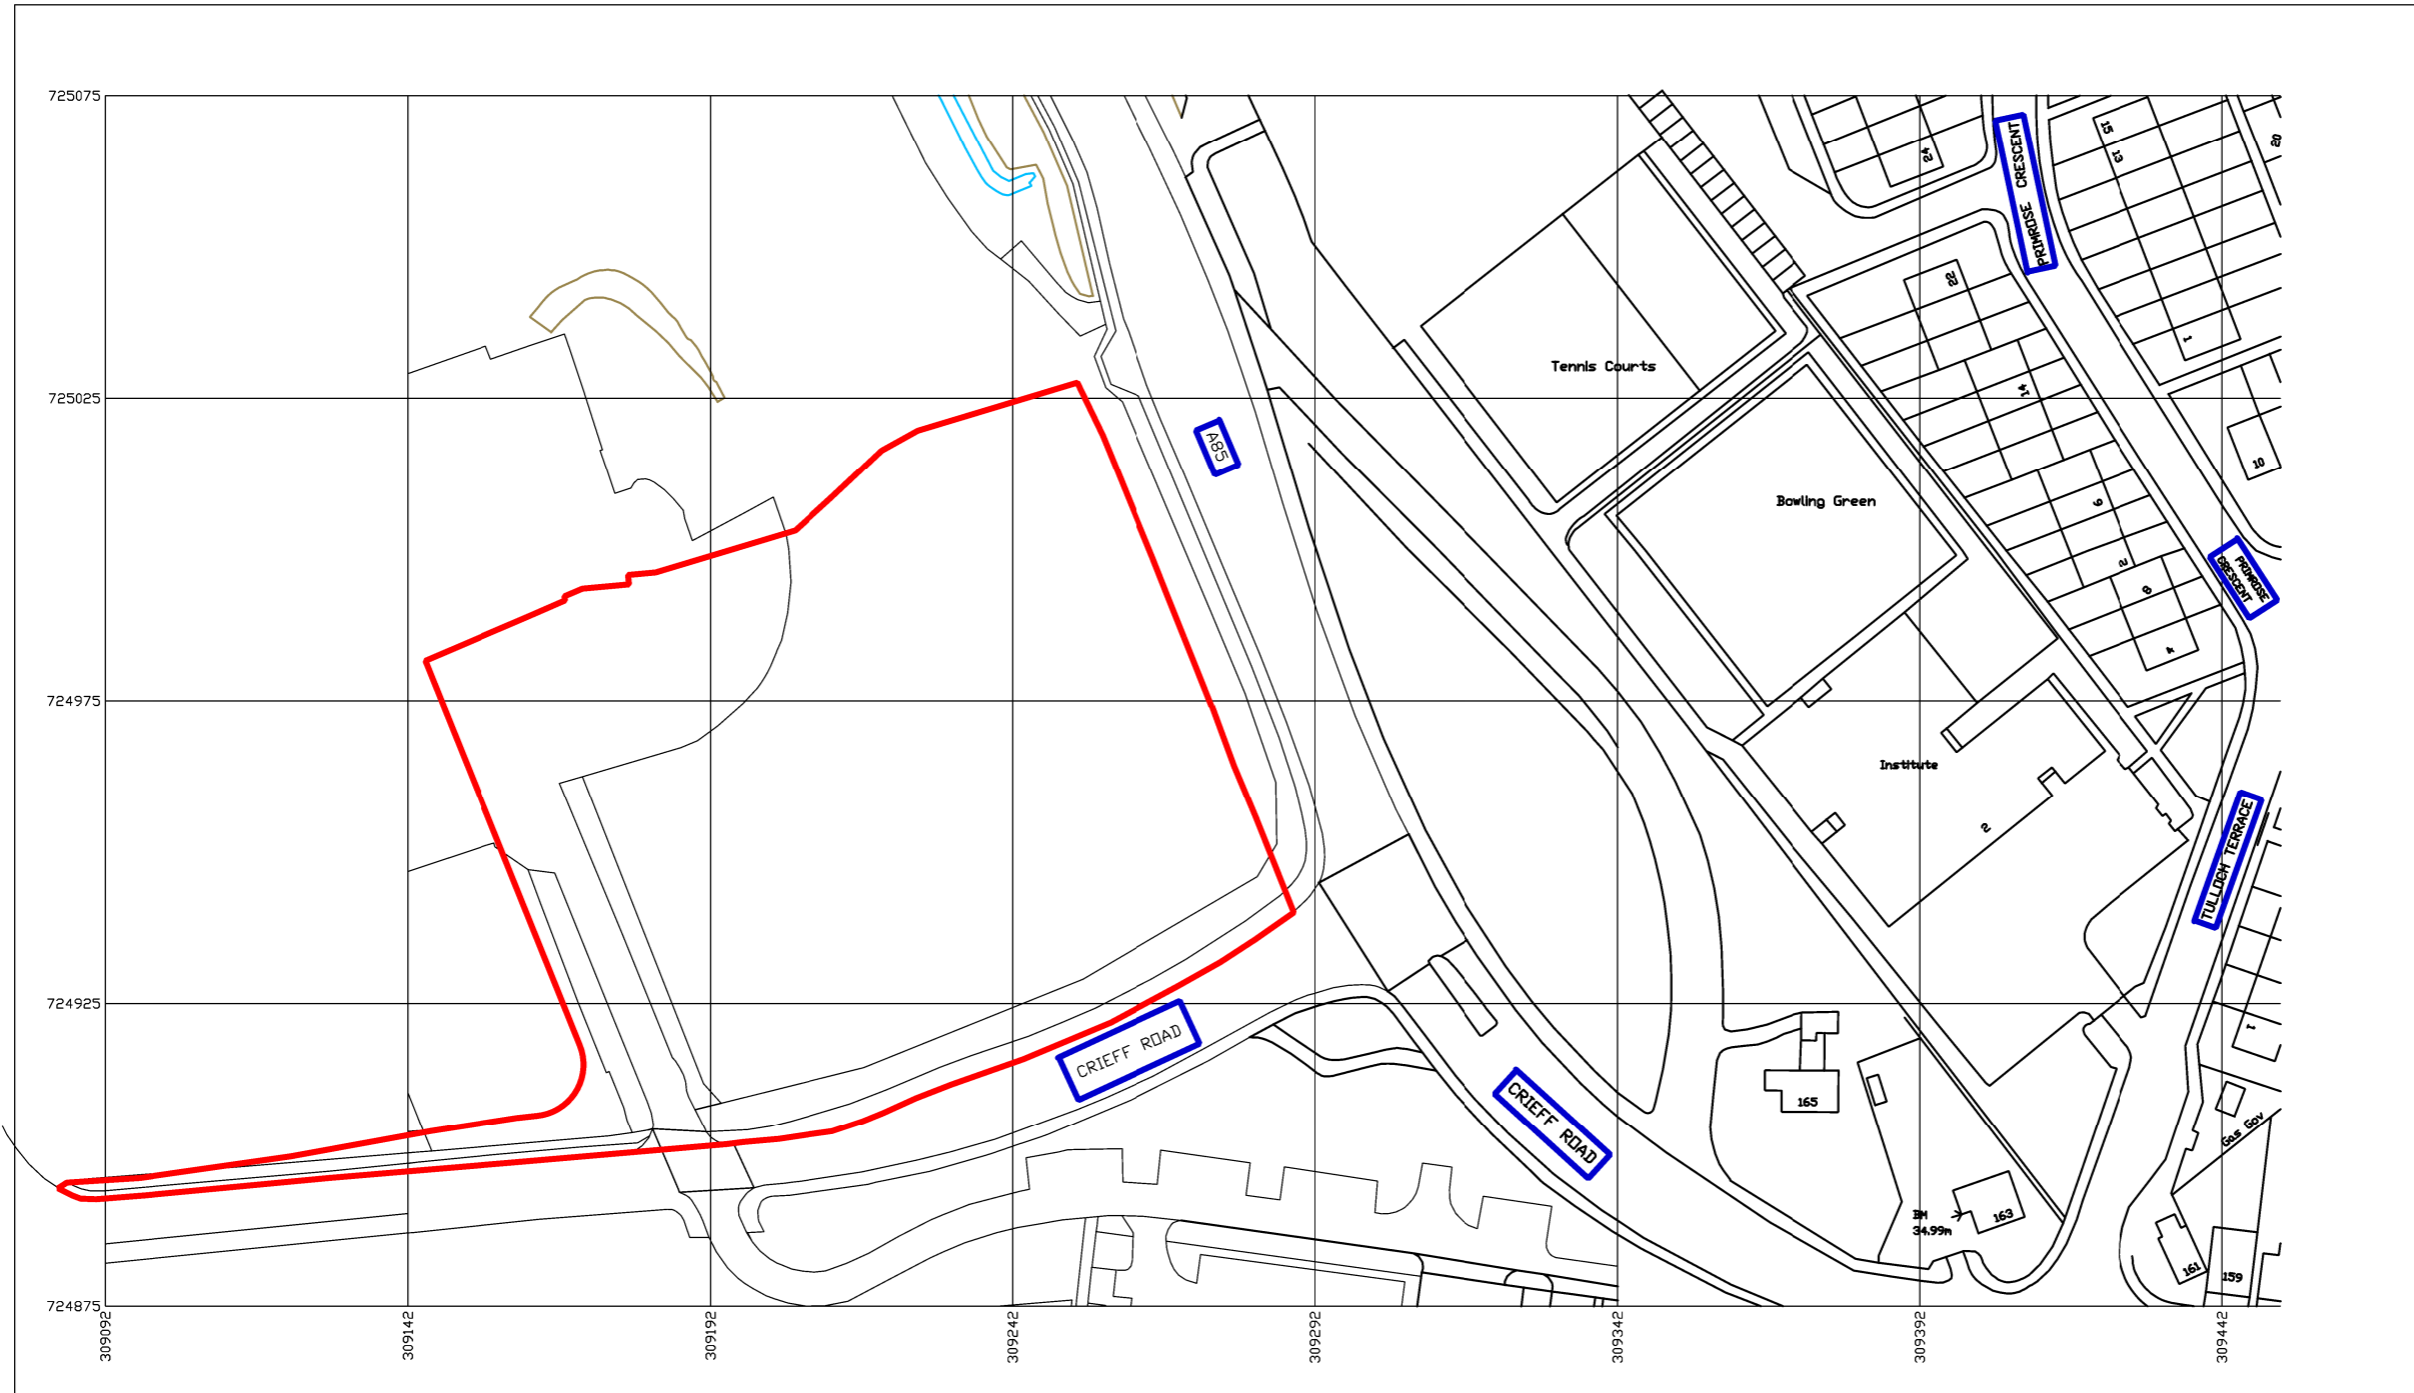 725075
725025
724975
724925
724875
309092
309142
309192
309242
309292
309342
309392
309442
A85
CRIEFF ROAD
CRIEFF ROAD
Tennis Courts
Bowling Green
Institute
2
PRIMROSE CRESCENT
PRIMROSE
CRESCENT
TULLOCH TERRACE
24
15
13
20
22
14
1
10
6
2
8
4
1
165
163
BM
34.99m
Gas Gov
161
159